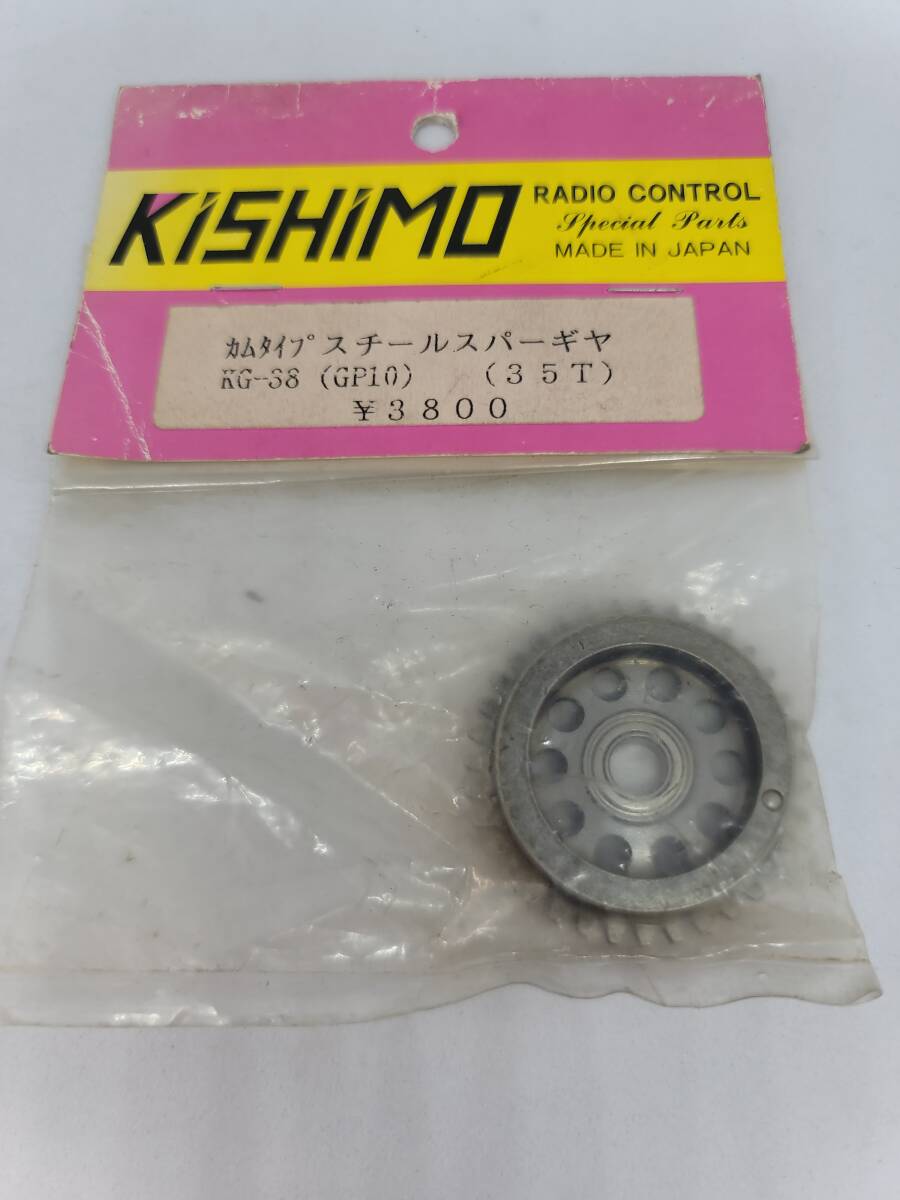 KiSHiMO
RADIO CONTROL
Special Parts
MADE IN JAPAN
カムタイプ スチールスパーギヤ
KG-38 (GP10) (35T)
¥3800